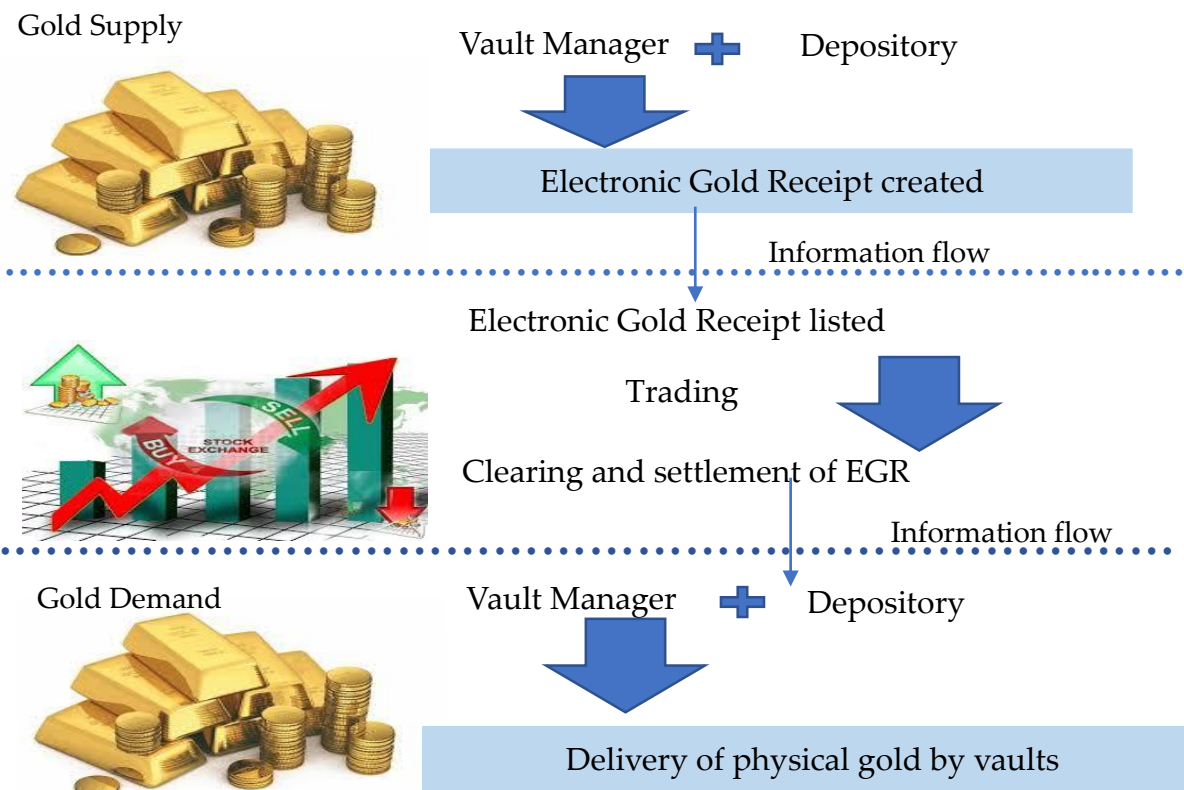 Gold Supply
Vault Manager
Depository
Electronic Gold Receipt created
Information flow
Electronic Gold Receipt listed
Trading
BUY
STOCK
EXCHANGE
SELL
Clearing and settlement of EGR
Information flow
Gold Demand
Vault Manager
Depository
Delivery of physical gold by vaults